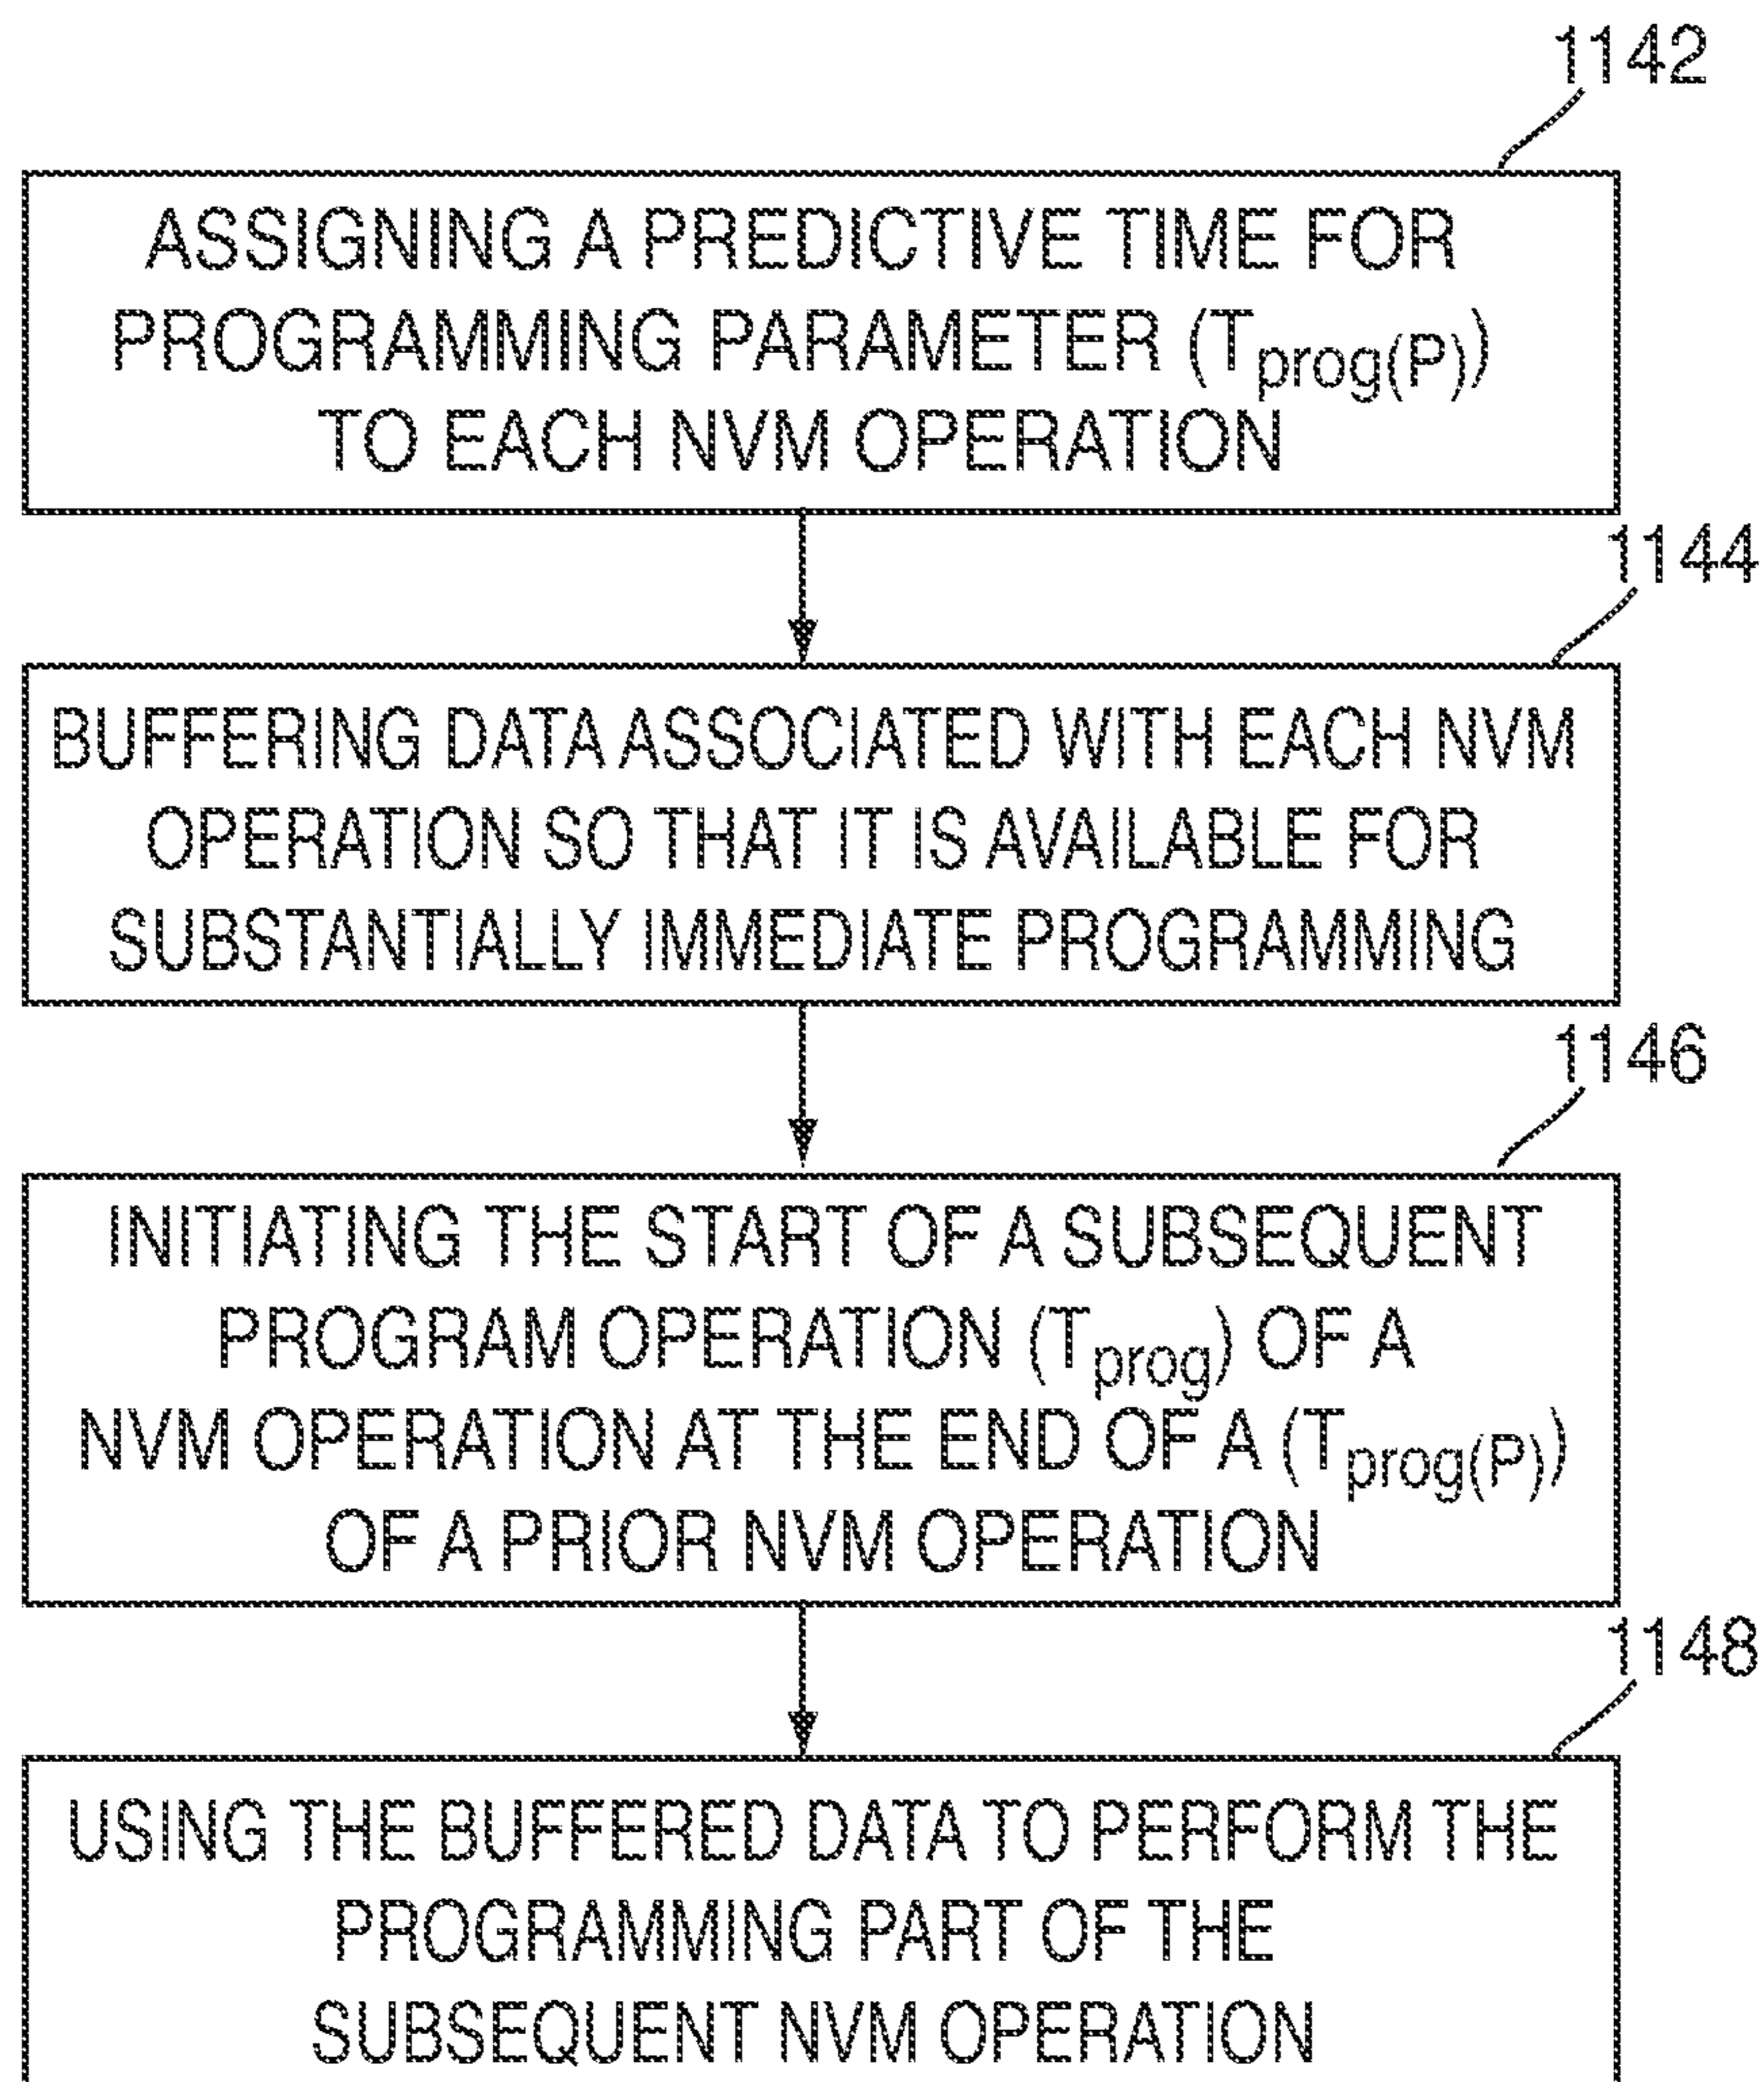 1142
ASSIGNING A PREDICTIVE TIME FOR
PROGRAMMING PARAMETER (Tprog(P))
TO EACH NVM OPERATION
1144
BUFFERING DATA ASSOCIATED WITH EACH NVM
OPERATION SO THAT IT IS AVAILABLE FOR
SUBSTANTIALLY IMMEDIATE PROGRAMMING
1146
INITIATING THE START OF A SUBSEQUENT
PROGRAM OPERATION (Tprog) OF A
NVM OPERATION AT THE END OF A (Tprog(P))
OF A PRIOR NVM OPERATION
1148
USING THE BUFFERED DATA TO PERFORM THE
PROGRAMMING PART OF THE
SUBSEQUENT NVM OPERATION